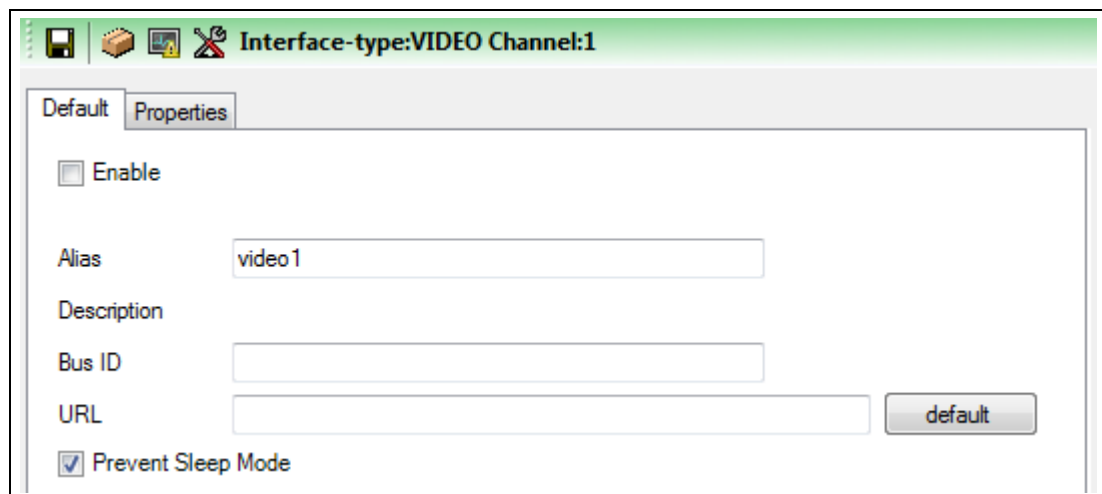 Interface-type:VIDEO Channel:1
Default Properties
Enable
Alias video1
Description
Bus ID
URL default
Prevent Sleep Mode